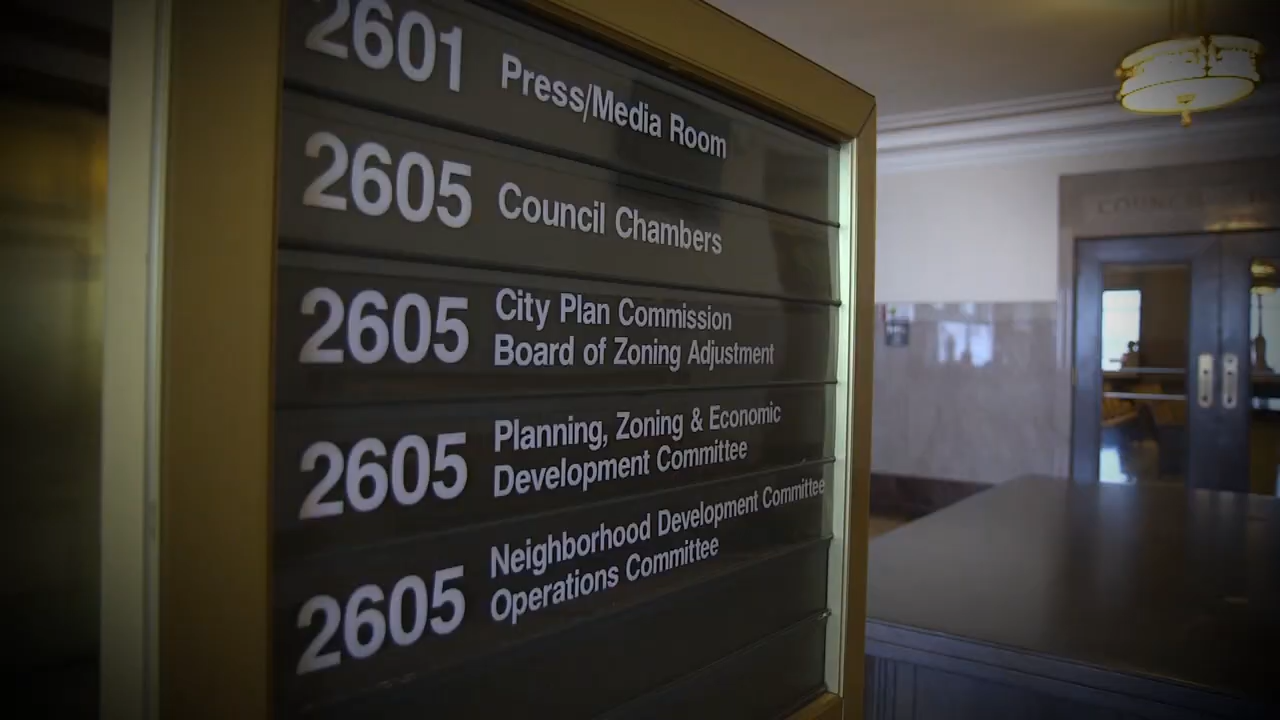 2601 Press/Media Room
2605 Council Chambers
2605 City Plan Commission
Board of Zoning Adjustment
2605 Planning, Zoning & Economic
Development Committee
2605 Neighborhood Development Committee
Operations Committee